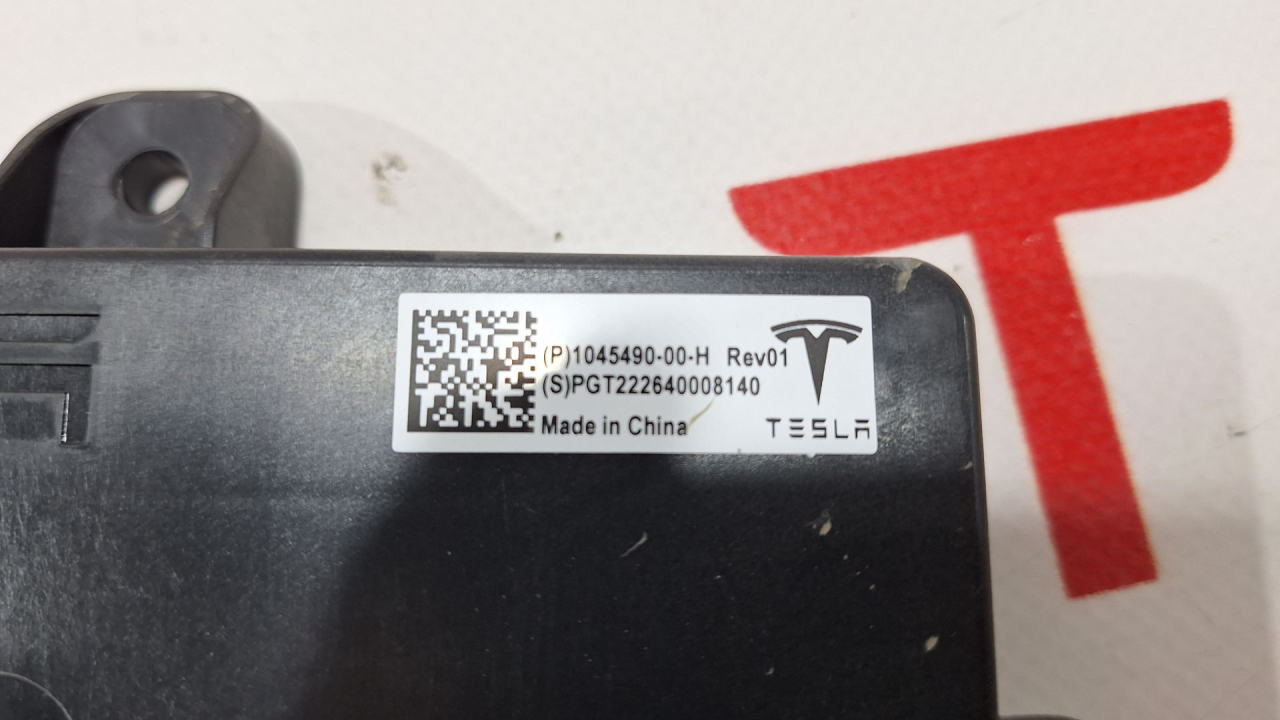 (P)1045490-00-H Rev01
(S)PGT222640008140
Made in China
TESLA